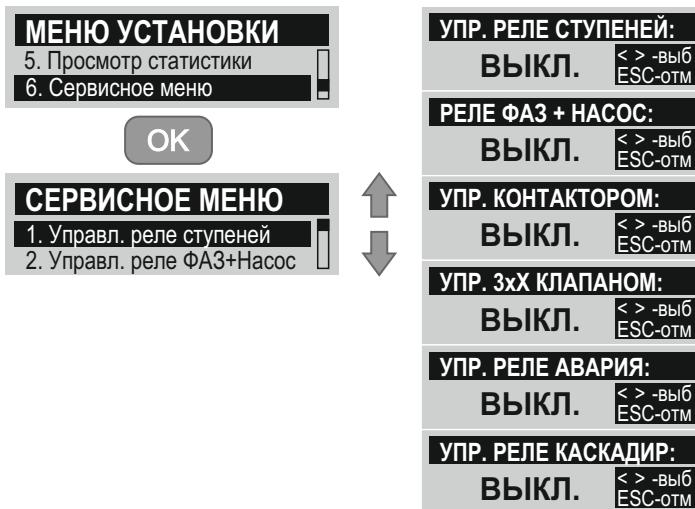 МЕНЮ УСТАНОВКИ
5. Просмотр статистики
6. Сервисное меню
OK
СЕРВИСНОЕ МЕНЮ
1. Управл. реле ступеней
2. Управл. реле ФАЗ+Насос
УПР. РЕЛЕ СТУПЕНЕЙ:
ВЫКЛ.
< > -выб
ESC-отм
РЕЛЕ ФАЗ + НАСОС:
ВЫКЛ.
< > -выб
ESC-отм
УПР. КОНТАКТОРОМ:
ВЫКЛ.
< > -выб
ESC-отм
УПР. 3хХ КЛАПАНОМ:
ВЫКЛ.
< > -выб
ESC-отм
УПР. РЕЛЕ АВАРИЯ:
ВЫКЛ.
< > -выб
ESC-отм
УПР. РЕЛЕ КАСКАДИР:
ВЫКЛ.
< > -выб
ESC-отм